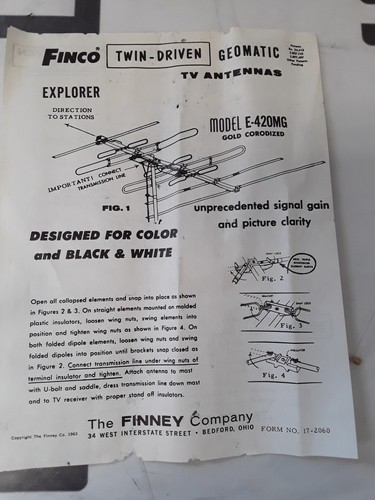 FINCO® TWIN-DRIVEN GEOMATIC
TV ANTENNAS
EXPLORER
DIRECTION
TO STATIONS
MODEL E-420MG
GOLD CORODIZED
IMPORTANT! CONNECT
TRANSMISSION LINE
FIG. 1
unprecedented signal gain
and picture clarity
DESIGNED FOR COLOR
and BLACK & WHITE
Fig. 2
Fig. 3
Fig. 4
Open all collapsed elements and snap into place as shown
in Figures 2 & 3. On straight elements mounted on molded
plastic insulators, loosen wing nuts, swing elements into
position and tighten wing nuts as shown in Figure 4. On
both folded dipole elements, loosen wing nuts and swing
folded dipoles into position until brackets snap closed as
in Figure 2. Connect transmission line under wing nuts of
terminal insulator and tighten. Attach antenna to mast
with U-bolt and saddle, dress transmission line down mast
and to TV receiver with proper stand off insulators.
The FINNEY Company
Copyright The Finney Co. 1963
34 WEST INTERSTATE STREET • BEDFORD, OHIO
FORM NO. 17-2060